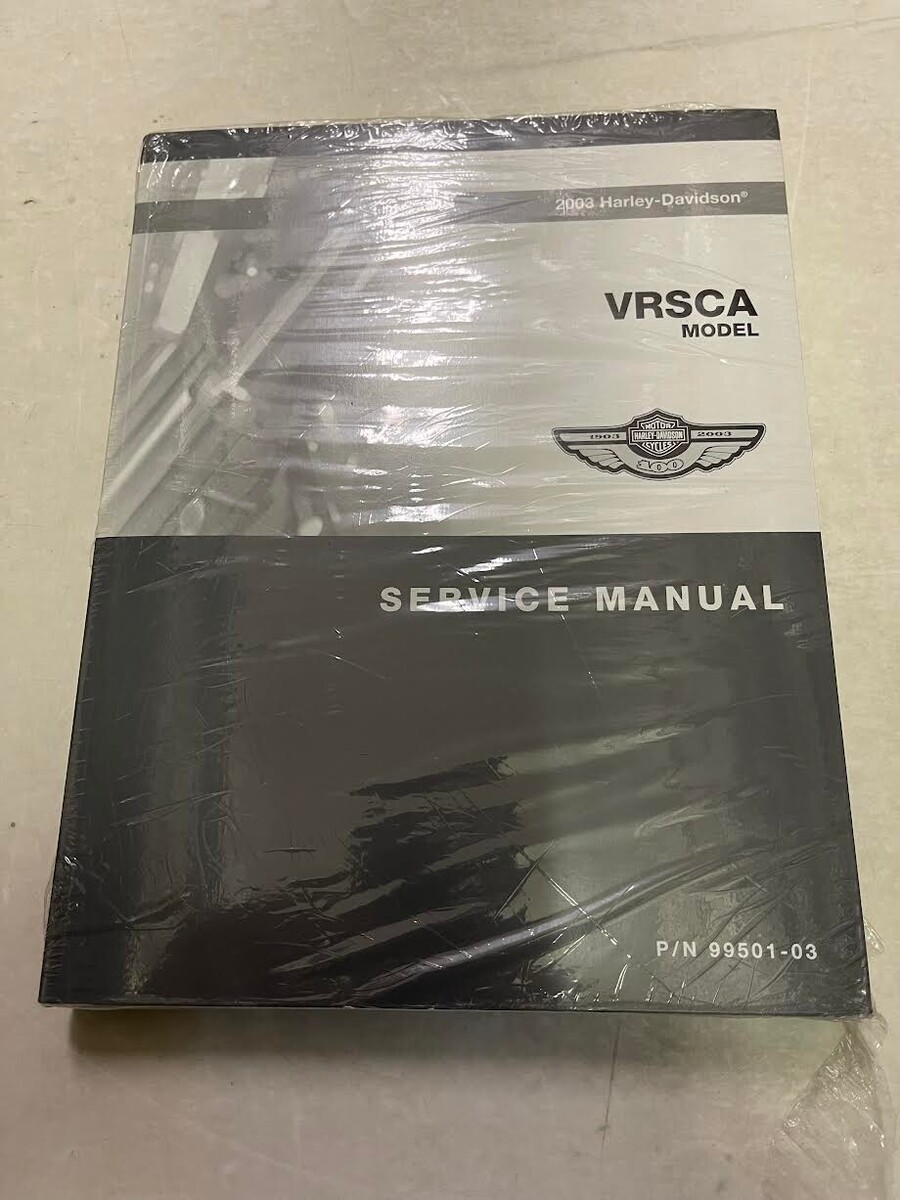 2003 Harley-Davidson®
VRSCA
MODEL
MOTOR
1903 HARLEY-DAVIDSON 2003
CYCLES
100
SERVICE MANUAL
P/N 99501-03